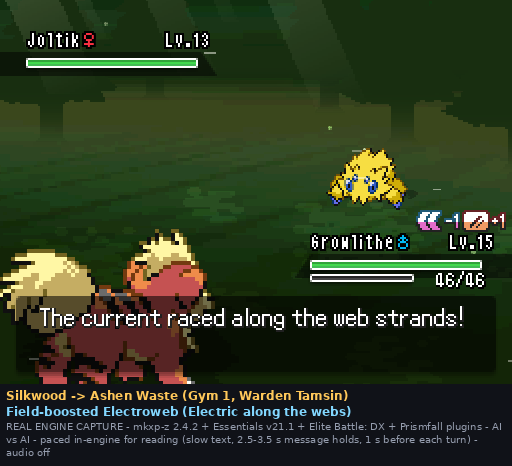 Joltik♀ Lv.13
-1 +1
Growlithe♂ Lv.15
46/46
The current raced along the web strands!
Silkwood -> Ashen Waste (Gym 1, Warden Tamsin)
Field-boosted Electroweb (Electric along the webs)
REAL ENGINE CAPTURE - mkxp-z 2.4.2 + Essentials v21.1 + Elite Battle: DX + Prismfall plugins - AI
vs AI - paced in-engine for reading (slow text, 2.5-3.5 s message holds, 1 s before each turn) -
audio off